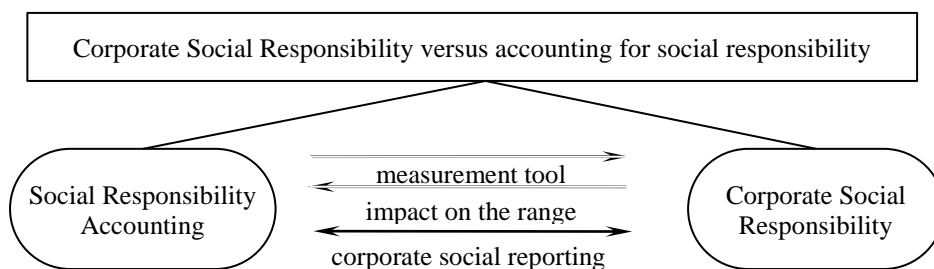 Corporate Social Responsibility versus accounting for social responsibility
Social Responsibility
Accounting
measurement tool
impact on the range
corporate social reporting
Corporate Social
Responsibility